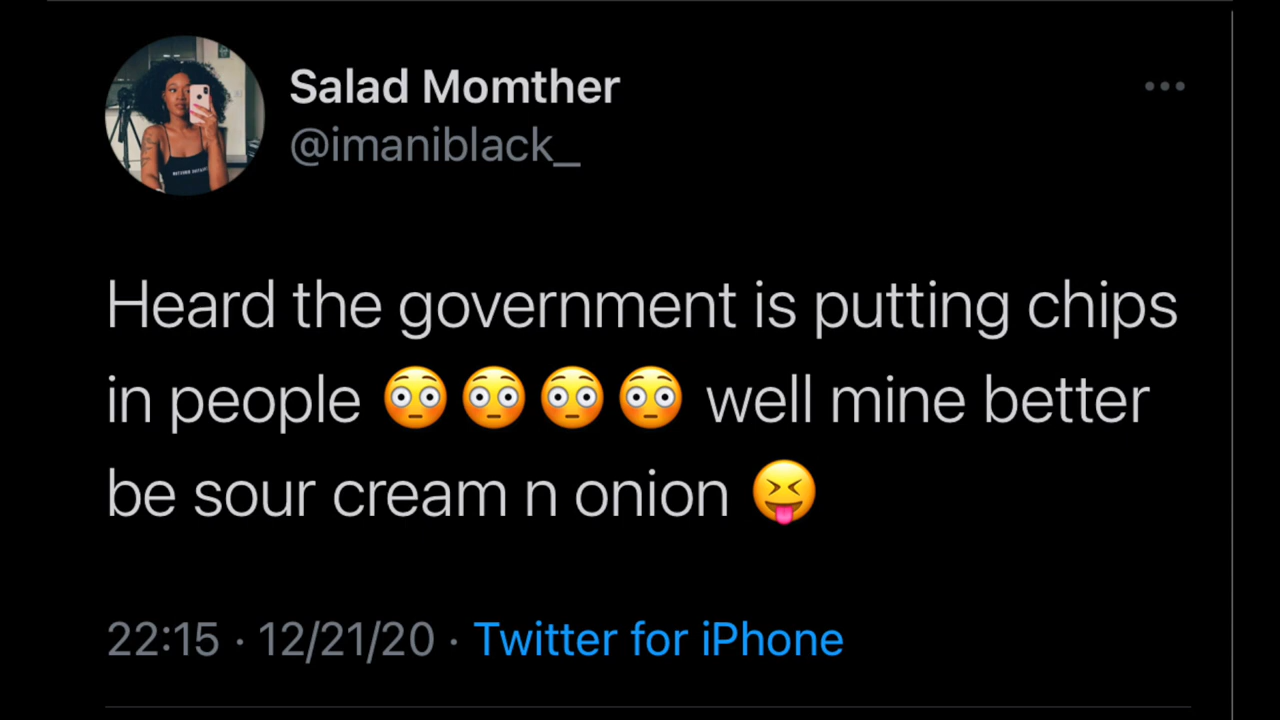 Salad Momther
@imaniblack_
Heard the government is putting chips
in people 😳😳😳😳 well mine better
be sour cream n onion 😝
22:15 · 12/21/20 · Twitter for iPhone